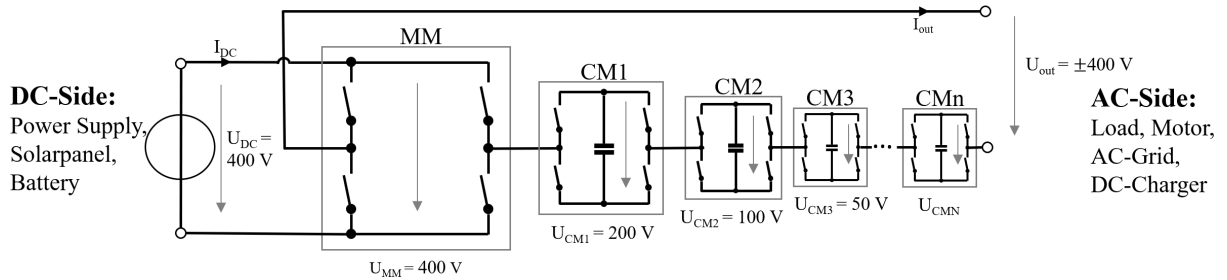 I_out
MM
I_DC
U_out = ±400 V
CM1
CM2
CM3
CMn
DC-Side:
Power Supply,
Solarpanel,
Battery
U_DC =
400 V
AC-Side:
Load, Motor,
AC-Grid,
DC-Charger
U_CM1 = 200 V
U_CM2 = 100 V
U_CM3 = 50 V
U_CMN
U_MM = 400 V